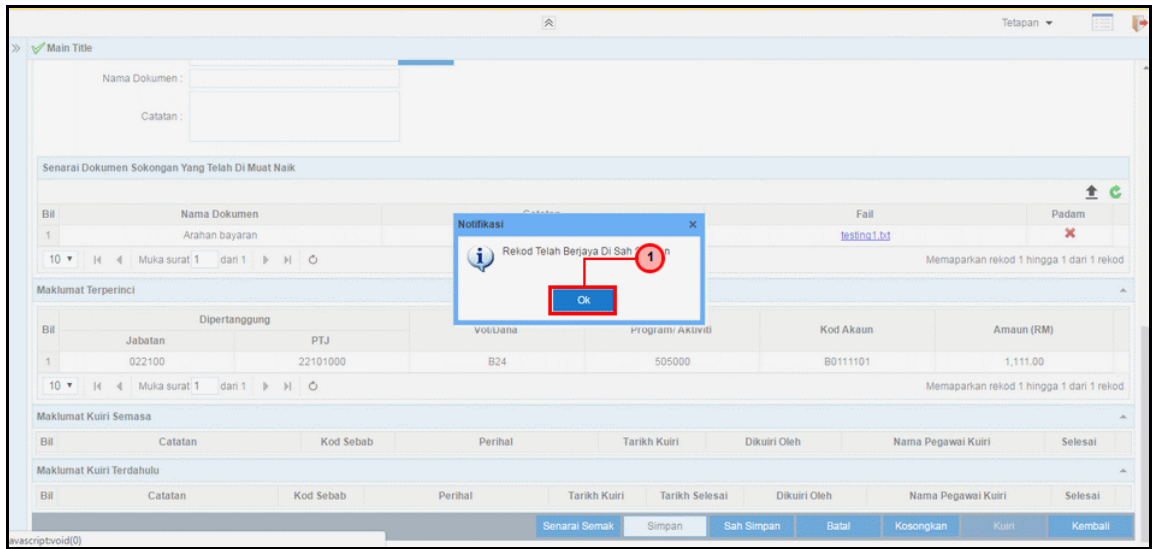 Tetapan
Main Title
Nama Dokumen :
Catatan :
Senarai Dokumen Sokongan Yang Telah Di Muat Naik
Bil Nama Dokumen Fail Padam
1 Arahan bayaran testing1.txt
10 Muka surat 1 dari 1 Memaparkan rekod 1 hingga 1 dari 1 rekod
Notifikasi x
Rekod Telah Berjaya Di Sah
1
Ok
Maklumat Terperinci
Bil Dipertanggung Vot/Dana Program/ Aktiviti Kod Akaun Amaun (RM)
Jabatan PTJ
1 022100 22101000 B24 505000 B0111101 1,111.00
10 Muka surat 1 dari 1 Memaparkan rekod 1 hingga 1 dari 1 rekod
Maklumat Kuiri Semasa
Bil Catatan Kod Sebab Perihal Tarikh Kuiri Dikuiri Oleh Nama Pegawai Kuiri Selesai
Maklumat Kuiri Terdahulu
Bil Catatan Kod Sebab Perihal Tarikh Kuiri Tarikh Selesai Dikuiri Oleh Nama Pegawai Kuiri Selesai
Senarai Semak Simpan Sah Simpan Batal Kosongkan Kuiri Kembali
avascript:void(0)